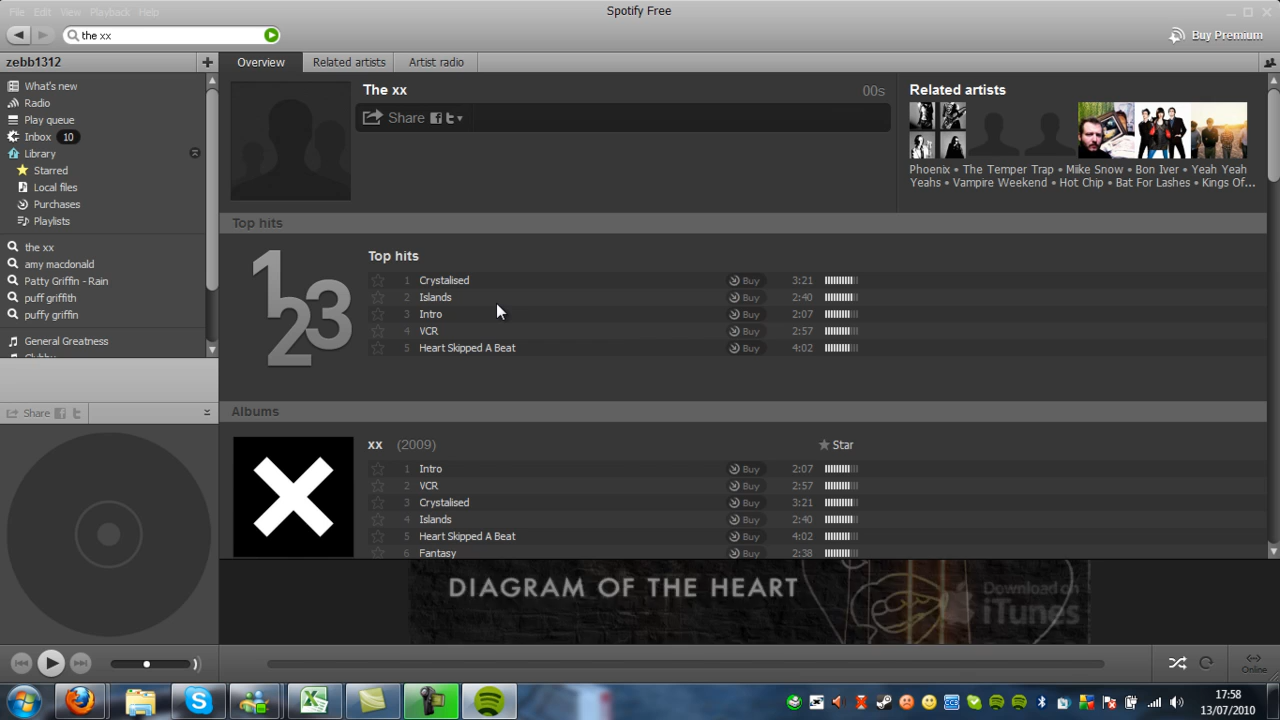 Spotify Free
File Edit View Playback Help
the xx
Buy Premium
zebb1312
Overview Related artists Artist radio
What's new
Radio
Play queue
Inbox 10
Library
Starred
Local files
Purchases
Playlists
the xx
amy macdonald
Patty Griffin - Rain
puff griffith
puffy griffin
General Greatness
Share
The xx 00s
Share
Related artists
Phoenix • The Temper Trap • Miike Snow • Bon Iver • Yeah Yeah
Yeahs • Vampire Weekend • Hot Chip • Bat For Lashes • Kings Of...
Top hits
123
Top hits
1 Crystalised Buy 3:21
2 Islands Buy 2:40
3 Intro Buy 2:07
4 VCR Buy 2:57
5 Heart Skipped A Beat Buy 4:02
Albums
xx (2009) Star
1 Intro Buy 2:07
2 VCR Buy 2:57
3 Crystalised Buy 3:21
4 Islands Buy 2:40
5 Heart Skipped A Beat Buy 4:02
6 Fantasy Buy 2:38
DIAGRAM OF THE HEART
Download on
iTunes
Online
17:58
13/07/2010